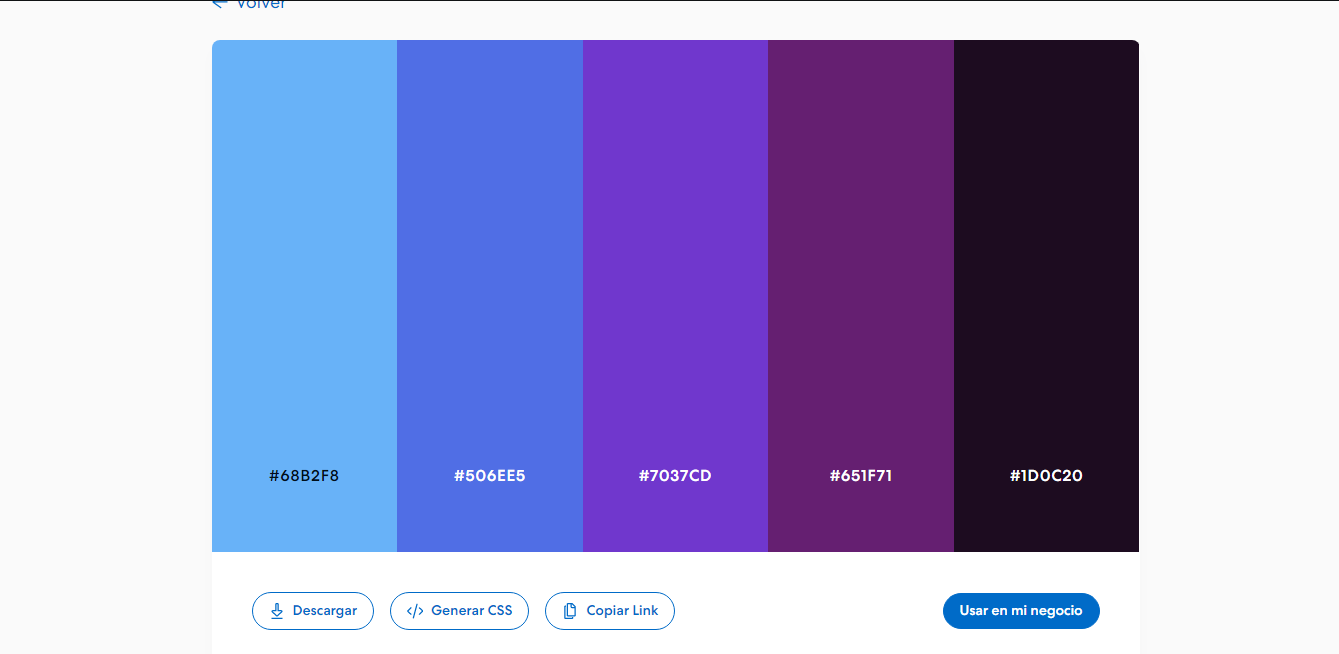 Volver
#68B2F8
#506EE5
#7037CD
#651F71
#1D0C20
Descargar
</> Generar CSS
Copiar Link
Usar en mi negocio